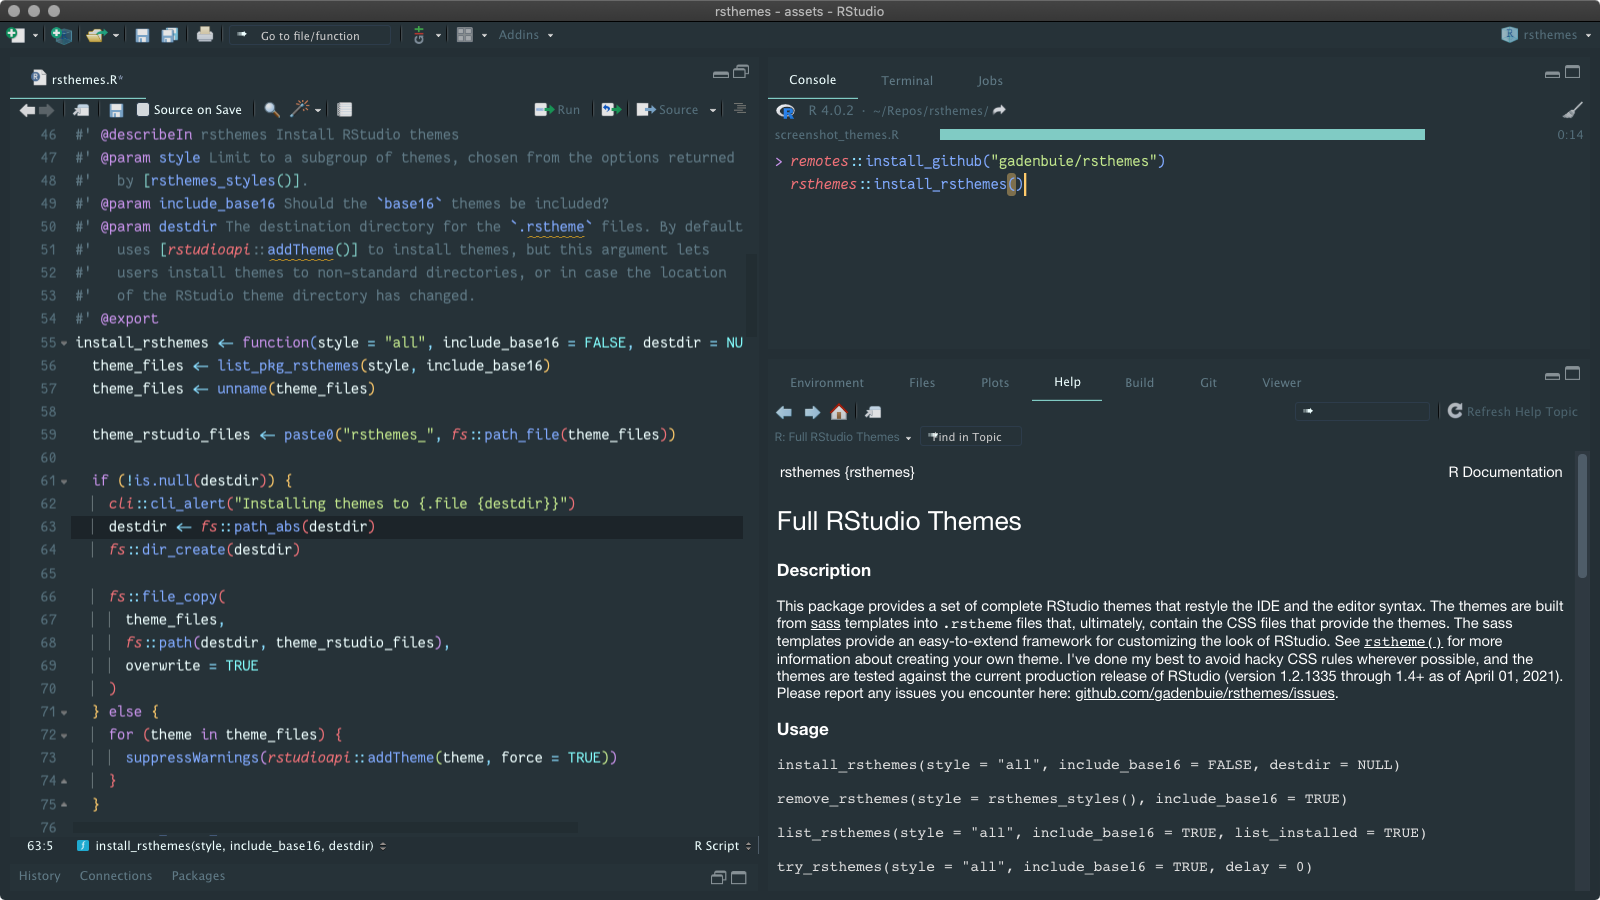 rsthemes - assets - RStudio
Go to file/function
Addins
rsthemes
rsthemes.R*
Source on Save
Run
Source
46 #' @describeIn rsthemes Install RStudio themes
47 #' @param style Limit to a subgroup of themes, chosen from the options returned
48 #'   by [rsthemes_styles()].
49 #' @param include_base16 Should the `base16` themes be included?
50 #' @param destdir The destination directory for the `.rstheme` files. By default
51 #'   uses [rstudioapi::addTheme()] to install themes, but this argument lets
52 #'   users install themes to non-standard directories, or in case the location
53 #'   of the RStudio theme directory has changed.
54 #' @export
55 install_rsthemes <- function(style = "all", include_base16 = FALSE, destdir = NU
56   theme_files <- list_pkg_rsthemes(style, include_base16)
57   theme_files <- unname(theme_files)
58
59   theme_rstudio_files <- paste0("rsthemes_", fs::path_file(theme_files))
60
61   if (!is.null(destdir)) {
62     cli::cli_alert("Installing themes to {.file {destdir}}")
63     destdir <- fs::path_abs(destdir)
64     fs::dir_create(destdir)
65
66     fs::file_copy(
67       theme_files,
68       fs::path(destdir, theme_rstudio_files),
69       overwrite = TRUE
70     )
71   } else {
72     for (theme in theme_files) {
73       suppressWarnings(rstudioapi::addTheme(theme, force = TRUE))
74     }
75   }
76
63:5 install_rsthemes(style, include_base16, destdir) R Script
History Connections Packages
Console Terminal Jobs
R 4.0.2 · ~/Repos/rsthemes/
screenshot_themes.R 0:14
> remotes::install_github("gadenbuie/rsthemes")
rsthemes::install_rsthemes()
Environment Files Plots Help Build Git Viewer
Refresh Help Topic
R: Full RStudio Themes Find in Topic
rsthemes {rsthemes} R Documentation
Full RStudio Themes
Description
This package provides a set of complete RStudio themes that restyle the IDE and the editor syntax. The themes are built
from sass templates into .rstheme files that, ultimately, contain the CSS files that provide the themes. The sass
templates provide an easy-to-extend framework for customizing the look of RStudio. See rstheme() for more
information about creating your own theme. I've done my best to avoid hacky CSS rules wherever possible, and the
themes are tested against the current production release of RStudio (version 1.2.1335 through 1.4+ as of April 01, 2021).
Please report any issues you encounter here: github.com/gadenbuie/rsthemes/issues.
Usage
install_rsthemes(style = "all", include_base16 = FALSE, destdir = NULL)
remove_rsthemes(style = rsthemes_styles(), include_base16 = TRUE)
list_rsthemes(style = "all", include_base16 = TRUE, list_installed = TRUE)
try_rsthemes(style = "all", include_base16 = TRUE, delay = 0)